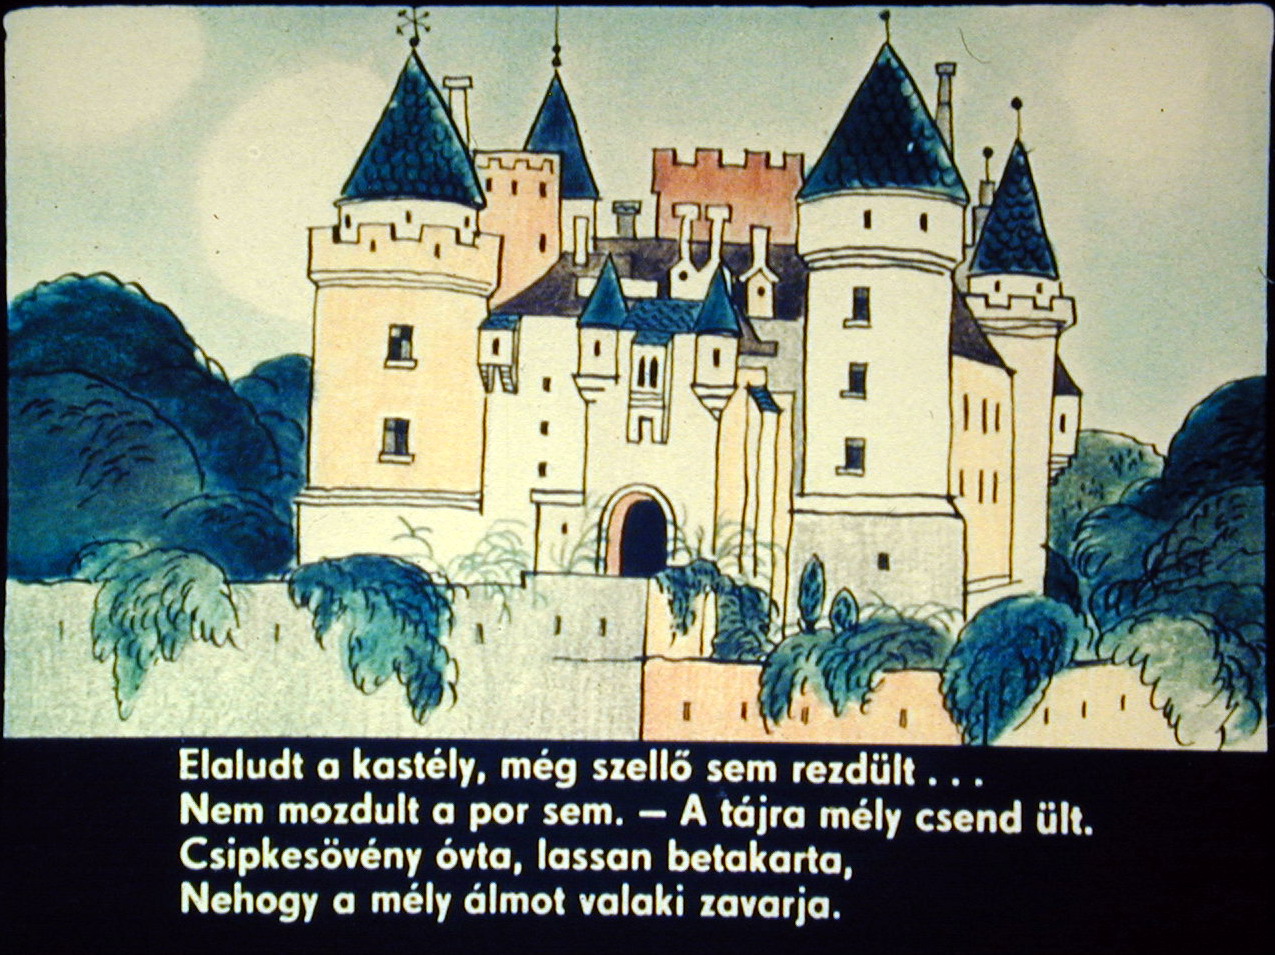 Elaludt a kastély, még szellő sem rezdült . . .
Nem mozdult a por sem. — A tájra mély csend ült.
Csipkesövény óvta, lassan betakarta,
Nehogy a mély álmot valaki zavarja.